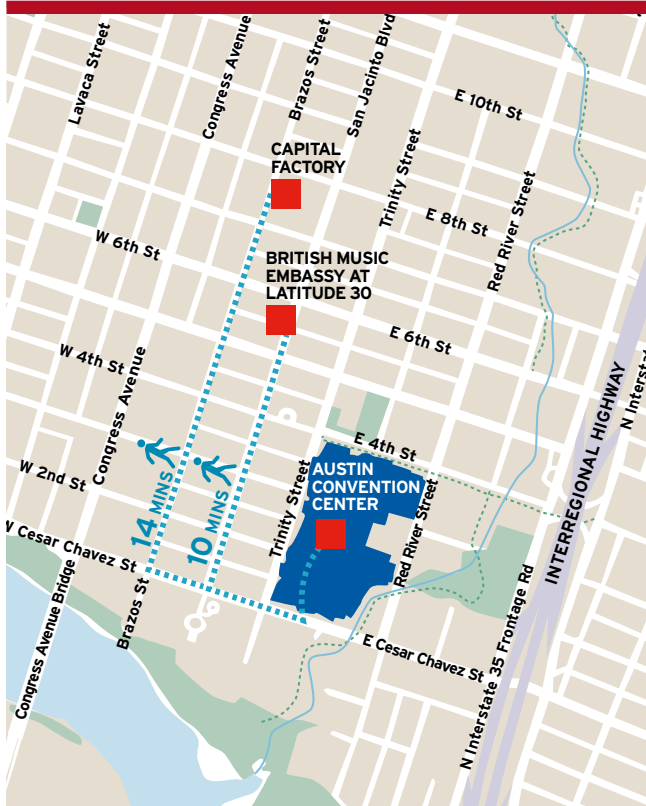 Lavaca Street
Congress Avenue
Brazos Street
San Jacinto Blvd
E 10th St
CAPITAL
FACTORY
Trinity Street
E 8th St
Red River Street
W 6th St
BRITISH MUSIC
EMBASSY AT
LATITUDE 30
E 6th St
W 4th St
Congress Avenue
N Interst
INTERREGIONAL HIGHWAY
E 4th St
W 2nd St
14 MINS
10 MINS
Trinity Street
AUSTIN
CONVENTION
CENTER
Red River Street
W Cesar Chavez St
Brazos St
Congress Avenue Bridge
E Cesar Chavez St
N Interstate 35 Frontage Rd